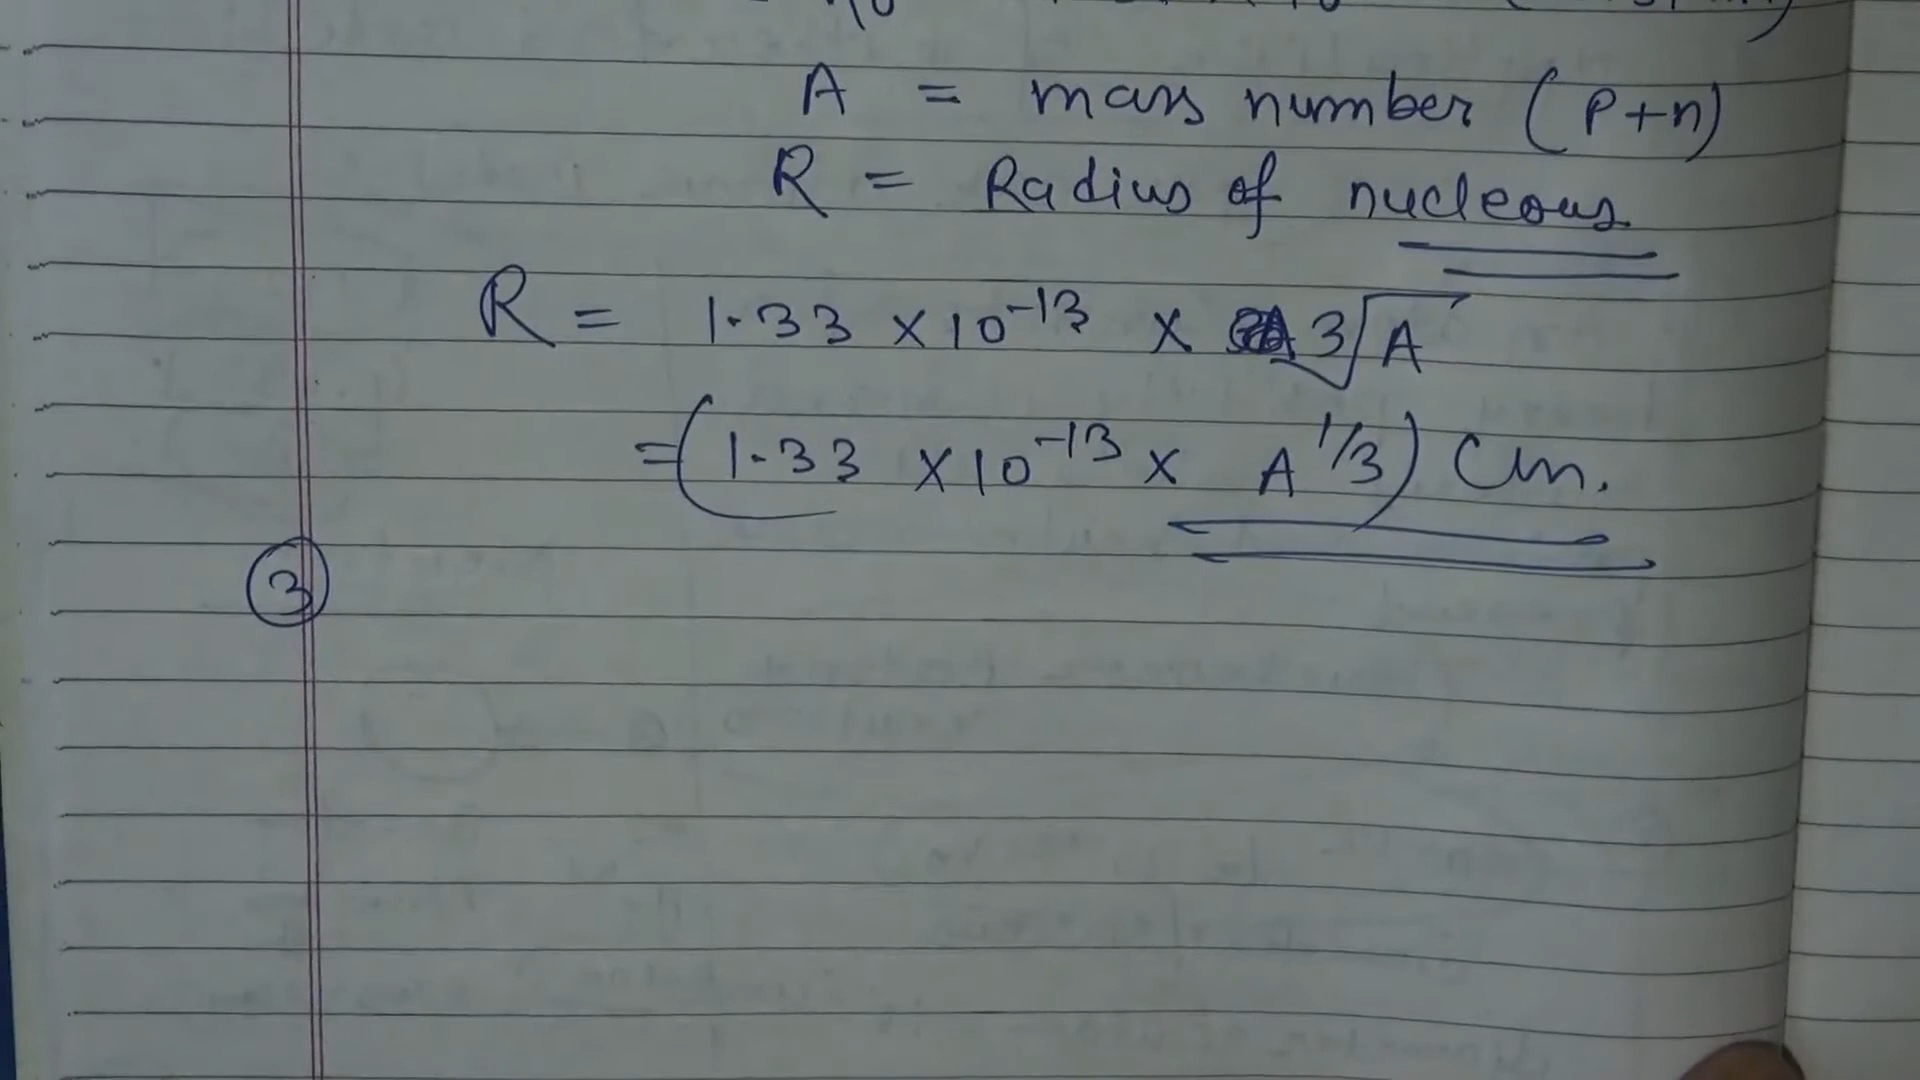 A = mass number (P+n)
R = Radius of nucleous
R = 1.33 ×10⁻¹³ × ∛A
=(1.33 ×10⁻¹³ × A^1/3) Cm.
3